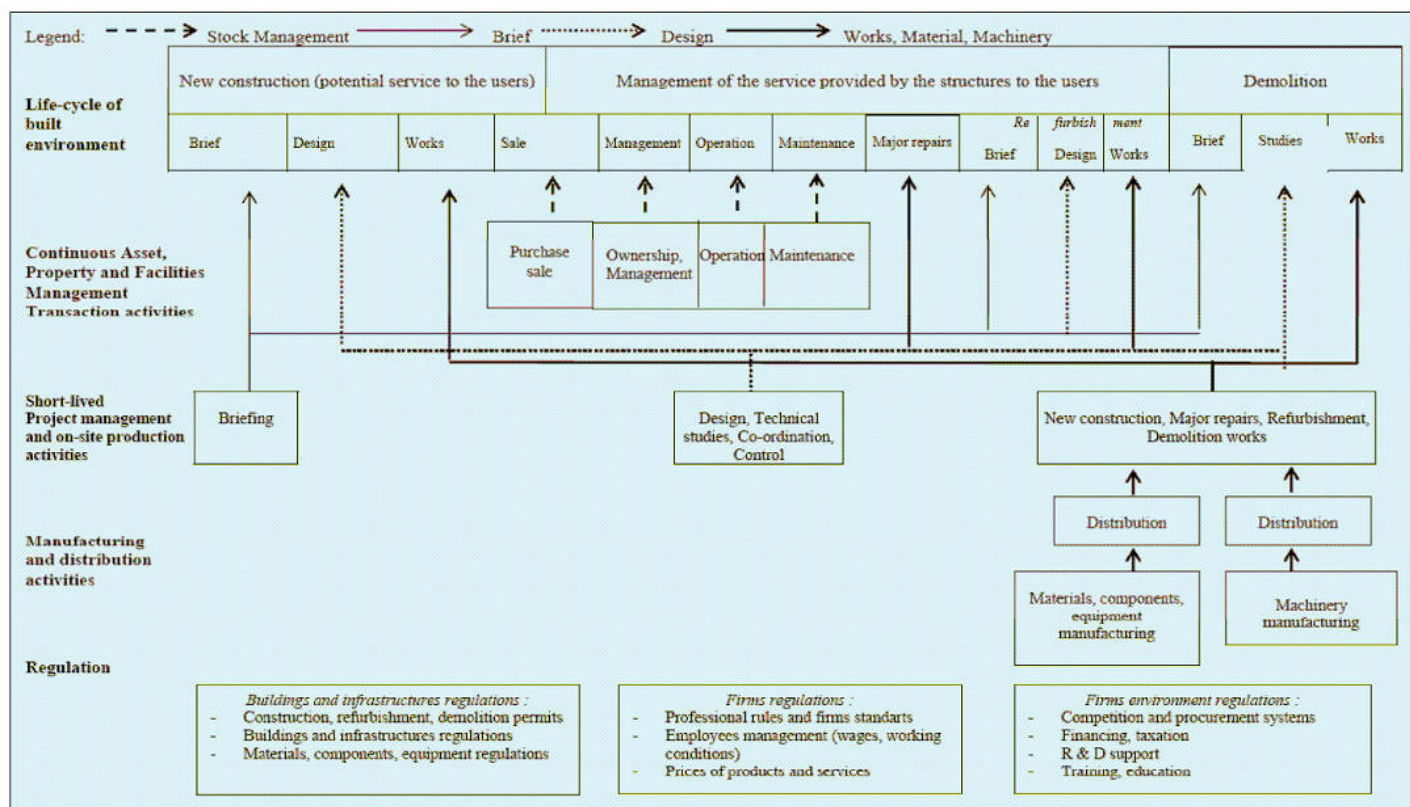 Legend: Stock Management Brief Design Works, Material, Machinery
New construction (potential service to the users) Management of the service provided by the structures to the users Demolition
Life-cycle of
built
environment
Re furbish ment
Brief Design Works Sale Management Operation Maintenance Major repairs Brief Design Works Brief Studies Works
Continuous Asset,
Property and Facilities
Management
Transaction activities
Purchase
sale
Ownership,
Management
Operation
Maintenance
Short-lived
Project management
and on-site production
activities
Briefing
Design, Technical
studies, Co-ordination,
Control
New construction, Major repairs, Refurbishment,
Demolition works
Manufacturing
and distribution
activities
Distribution
Distribution
Materials, components,
equipment
manufacturing
Machinery
manufacturing
Regulation
Buildings and infrastructures regulations :
- Construction, refurbishment, demolition permits
- Buildings and infrastructures regulations
- Materials, components, equipment regulations
Firms regulations :
- Professional rules and firms standarts
- Employees management (wages, working
conditions)
- Prices of products and services
Firms environment regulations :
- Competition and procurement systems
- Financing, taxation
- R & D support
- Training, education